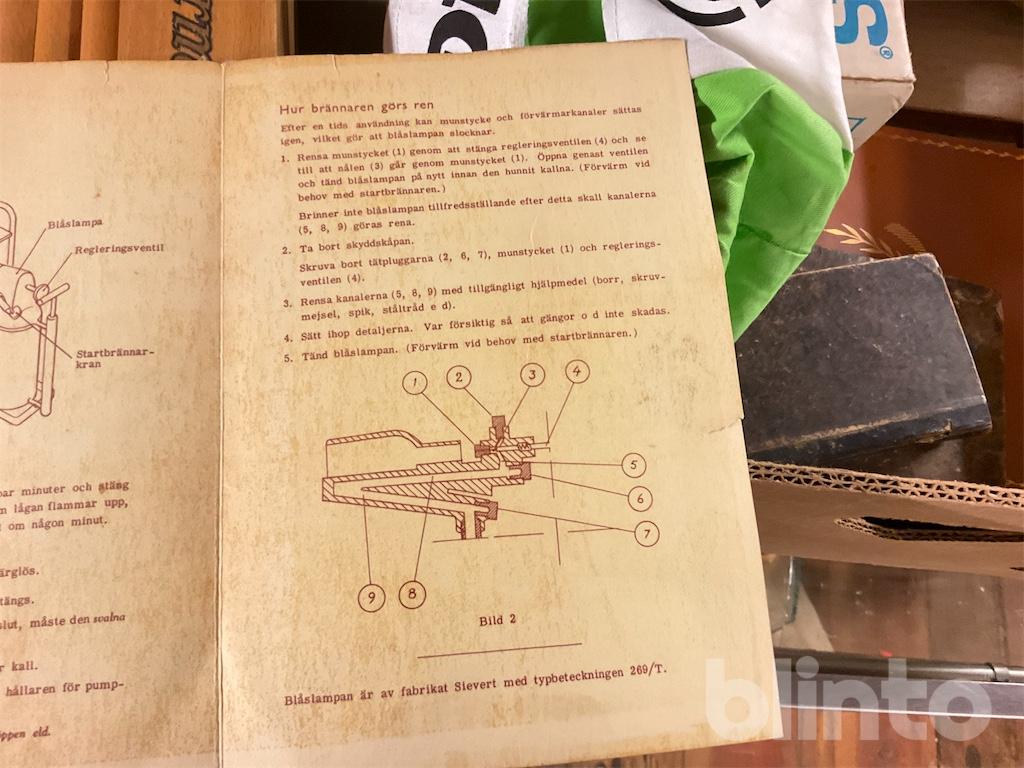 Blåslampa
Regleringsventil
Startbrännar-
kran
par minuter och stäng
lågan flammar upp,
om någon minut.
färglös.
stängs.
slut, måste den svalna
kall.
hållaren för pump-
öppen eld.
Hur brännaren görs ren
Efter en tids användning kan munstycke och förvärmarkanaler sättas
igen, vilket gör att blåslampan slocknar.
1. Rensa munstycket (1) genom att stänga regleringsventilen (4) och se
till att nålen (3) går genom munstycket (1). Öppna genast ventilen
och tänd blåslampan på nytt innan den hunnit kallna. (Förvärm vid
behov med startbrännaren.)
Brinner inte blåslampan tillfredsställande efter detta skall kanalerna
(5, 8, 9) göras rena.
2. Ta bort skyddskåpan.
Skruva bort tätpluggarna (2, 6, 7), munstycket (1) och reglerings-
ventilen (4).
3. Rensa kanalerna (5, 8, 9) med tillgängligt hjälpmedel (borr, skruv-
mejsel, spik, ståltråd e d).
4. Sätt ihop detaljerna. Var försiktig så att gängor o d inte skadas.
5. Tänd blåslampan. (Förvärm vid behov med startbrännaren.)
1 2 3 4
5
6
7
9 8
Bild 2
Blåslampan är av fabrikat Sievert med typbeteckningen 269/T.
blinto